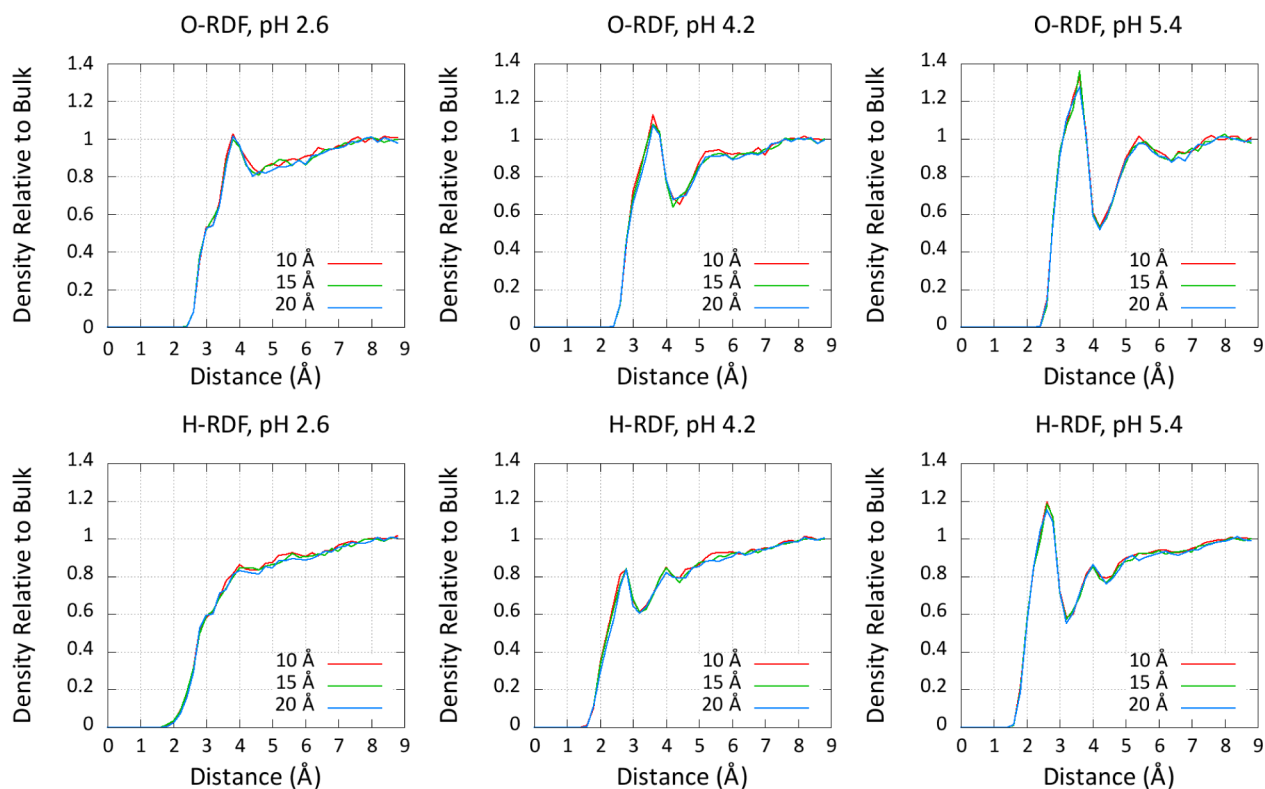 O-RDF, pH 2.6
Density Relative to Bulk
1.4
1.2
1
0.8
0.6
0.4
0.2
0
10 Å
15 Å
20 Å
0 1 2 3 4 5 6 7 8 9
Distance (Å)
O-RDF, pH 4.2
Density Relative to Bulk
1.4
1.2
1
0.8
0.6
0.4
0.2
0
10 Å
15 Å
20 Å
0 1 2 3 4 5 6 7 8 9
Distance (Å)
O-RDF, pH 5.4
Density Relative to Bulk
1.4
1.2
1
0.8
0.6
0.4
0.2
0
10 Å
15 Å
20 Å
0 1 2 3 4 5 6 7 8 9
Distance (Å)
H-RDF, pH 2.6
Density Relative to Bulk
1.4
1.2
1
0.8
0.6
0.4
0.2
0
10 Å
15 Å
20 Å
0 1 2 3 4 5 6 7 8 9
Distance (Å)
H-RDF, pH 4.2
Density Relative to Bulk
1.4
1.2
1
0.8
0.6
0.4
0.2
0
10 Å
15 Å
20 Å
0 1 2 3 4 5 6 7 8 9
Distance (Å)
H-RDF, pH 5.4
Density Relative to Bulk
1.4
1.2
1
0.8
0.6
0.4
0.2
0
10 Å
15 Å
20 Å
0 1 2 3 4 5 6 7 8 9
Distance (Å)